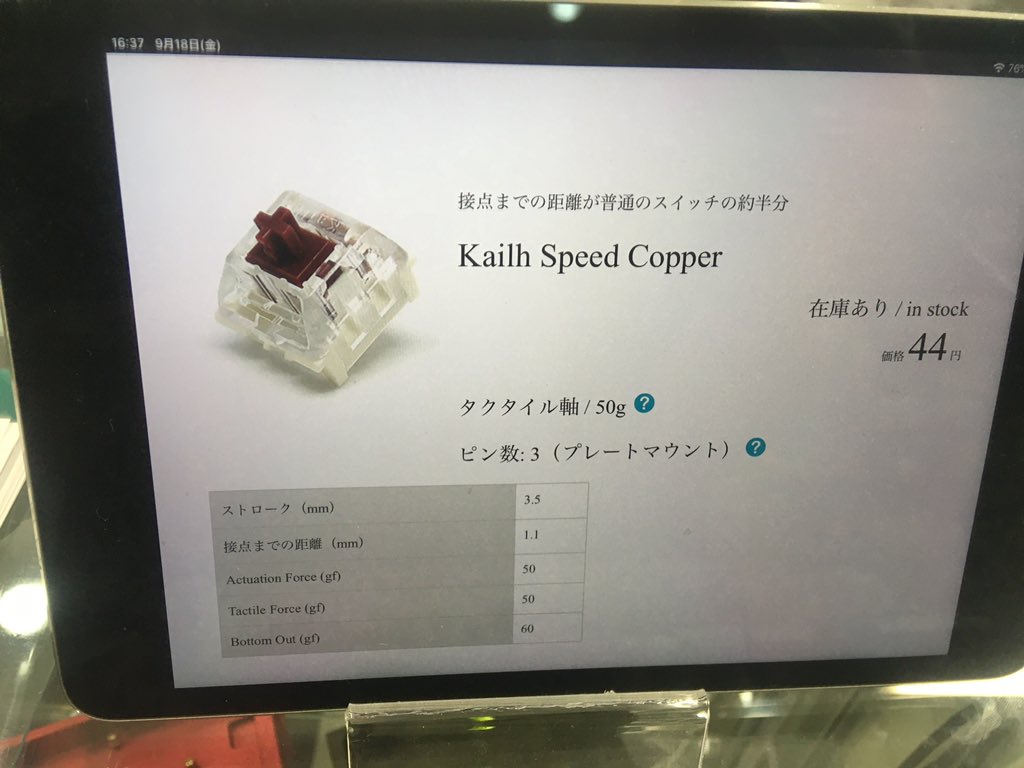 16:37 9月18日(金)
76%
接点までの距離が普通のスイッチの約半分
Kailh Speed Copper
在庫あり / in stock
価格 44 円
タクタイル軸 / 50g ?
ピン数: 3（プレートマウント） ?
ストローク（mm） 3.5
接点までの距離（mm） 1.1
Actuation Force (gf) 50
Tactile Force (gf) 50
Bottom Out (gf) 60